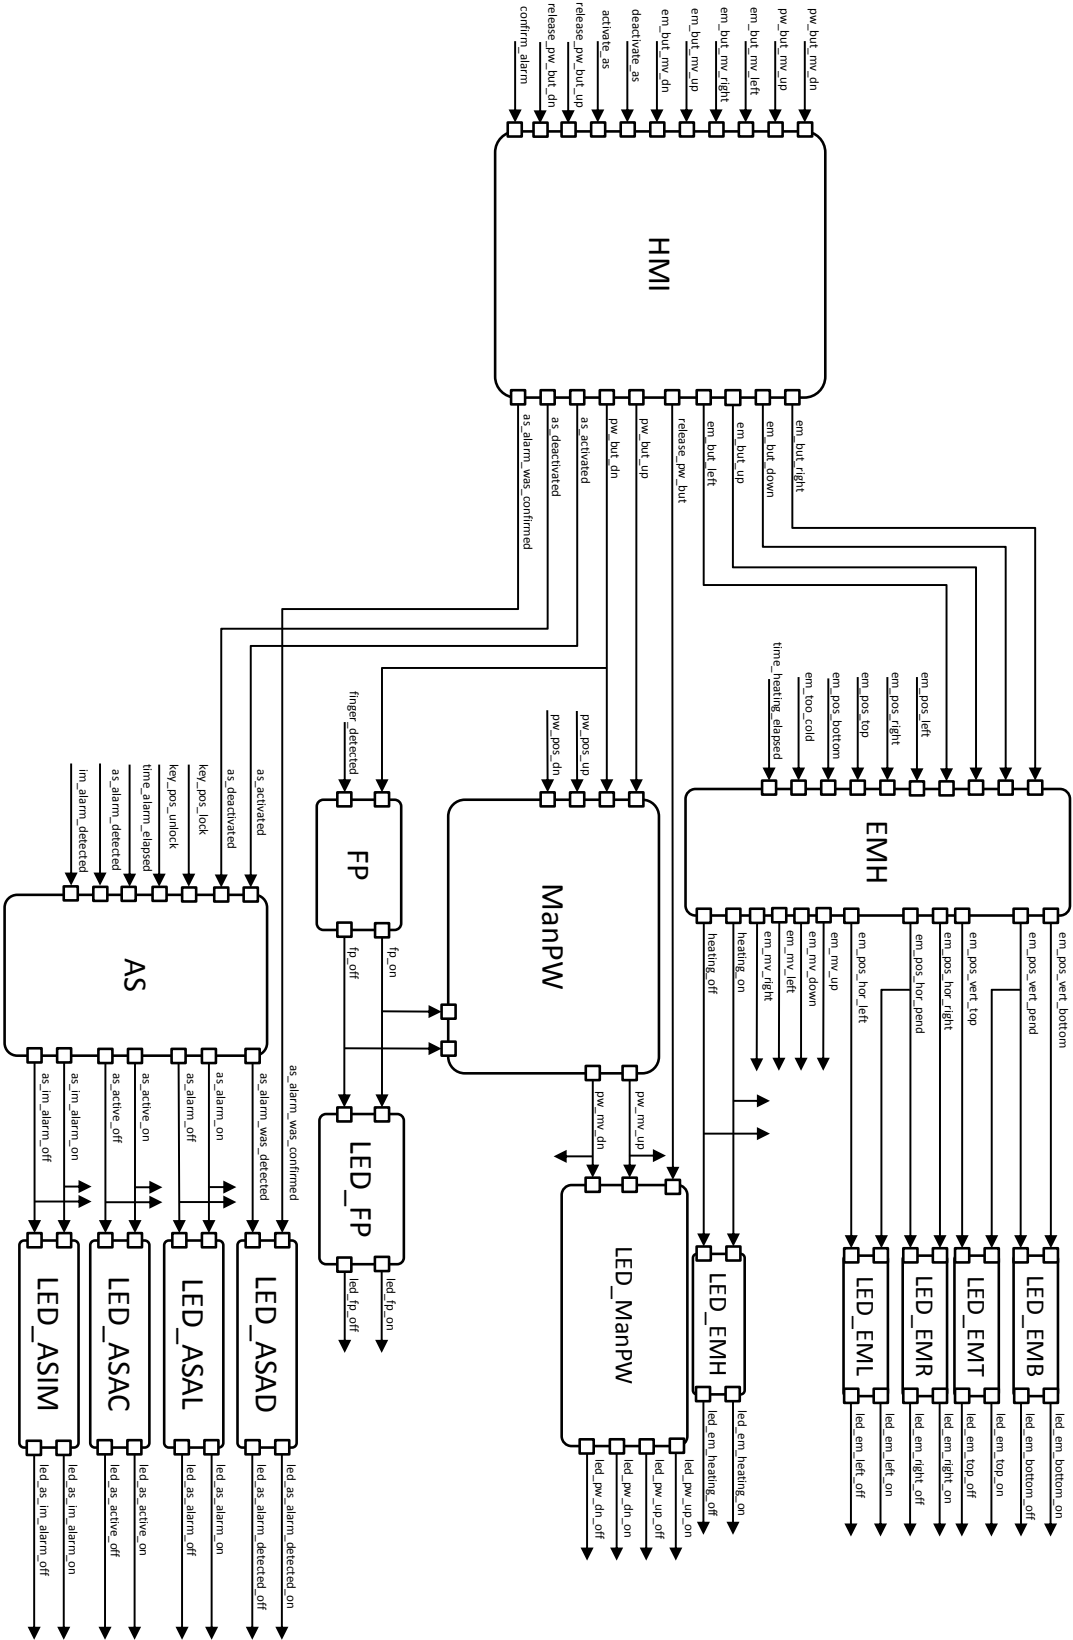 pw_but_mv_dn
pw_but_mv_up
em_but_mv_left
em_but_mv_right
em_but_mv_up
em_but_mv_dn
deactivate_as
activate_as
release_pw_but_up
release_pw_but_dn
confirm_alarm
HMI
em_but_right
em_but_down
em_but_up
em_but_left
release_pw_but
pw_but_up
pw_but_dn
as_activated
as_deactivated
as_alarm_was_confirmed
em_pos_left
em_pos_right
em_pos_top
em_pos_bottom
em_too_cold
time_heating_elapsed
EMH
em_pos_vert_bottom
em_pos_vert_pend
em_pos_vert_top
em_pos_hor_right
em_pos_hor_pend
em_pos_hor_left
em_mv_up
em_mv_down
em_mv_left
em_mv_right
heating_on
heating_off
LED_EMB
LED_EMT
LED_EMR
LED_EML
LED_EMH
led_em_bottom_on
led_em_bottom_off
led_em_top_on
led_em_top_off
led_em_right_on
led_em_right_off
led_em_left_on
led_em_left_off
led_em_heating_on
led_em_heating_off
pw_pos_up
pw_pos_dn
ManPW
pw_mv_up
pw_mv_dn
LED_ManPW
led_pw_up_on
led_pw_up_off
led_pw_dn_on
led_pw_dn_off
finger_detected
FP
fp_on
fp_off
LED_FP
led_fp_on
led_fp_off
as_activated
as_deactivated
key_pos_lock
key_pos_unlock
time_alarm_elapsed
as_alarm_detected
im_alarm_detected
AS
as_alarm_was_confirmed
as_alarm_was_detected
as_alarm_on
as_alarm_off
as_active_on
as_active_off
as_im_alarm_on
as_im_alarm_off
LED_ASAD
LED_ASAL
LED_ASAC
LED_ASIM
led_as_alarm_detected_on
led_as_alarm_detected_off
led_as_alarm_on
led_as_alarm_off
led_as_active_on
led_as_active_off
led_as_im_alarm_on
led_as_im_alarm_off